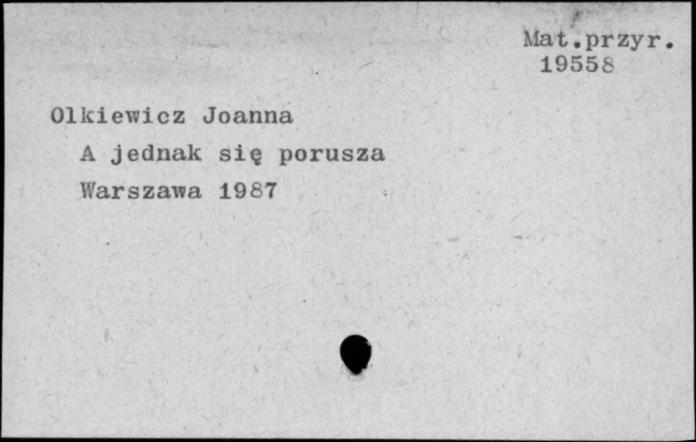 Mat.przyr.
19558
Olkiewicz Joanna
A jednak się porusza
Warszawa 1987